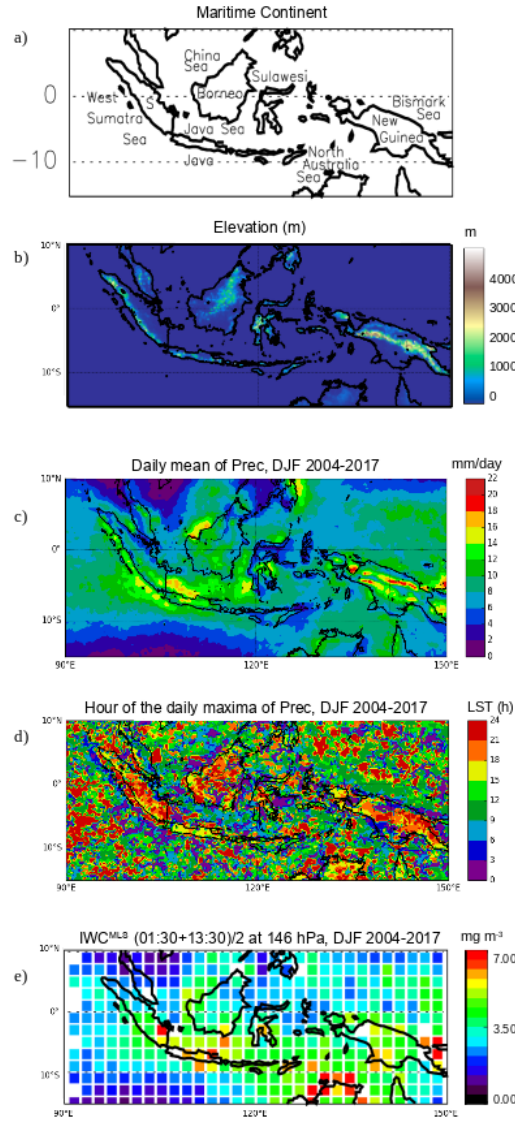 Maritime Continent
a)
China
Sea
Sulawesi
0
West
S
Borneo
Bismark
Sea
Sumatra
New
Guinea
Sea
Java Sea
North
-10
Java
Australia
Sea
Elevation (m)
m
b)
10°N
0°
10°S
4000
3000
2000
1000
0
Daily mean of Prec, DJF 2004-2017
mm/day
c)
10°N
0°
10°S
90°E
120°E
150°E
22
20
18
16
14
12
10
8
6
4
2
0
Hour of the daily maxima of Prec, DJF 2004-2017
LST (h)
d)
10°N
0°
10°S
90°E
120°E
150°E
24
21
18
15
12
9
6
3
0
IWCᴹᴸᔆ (01:30+13:30)/2 at 146 hPa, DJF 2004-2017
mg m⁻³
e)
10°N
0°
10°S
90°E
120°E
150°E
7.00
3.50
0.00